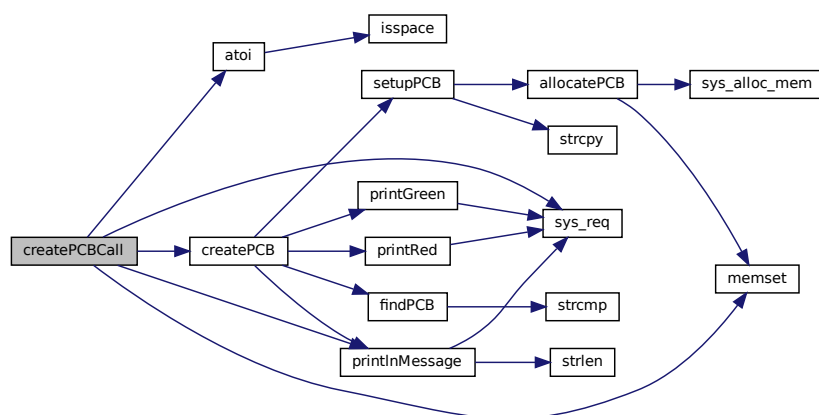 isspace
atoi
setupPCB
allocatePCB
sys_alloc_mem
strcpy
printGreen
sys_req
createPCBCall
createPCB
printRed
memset
findPCB
strcmp
printlnMessage
strlen